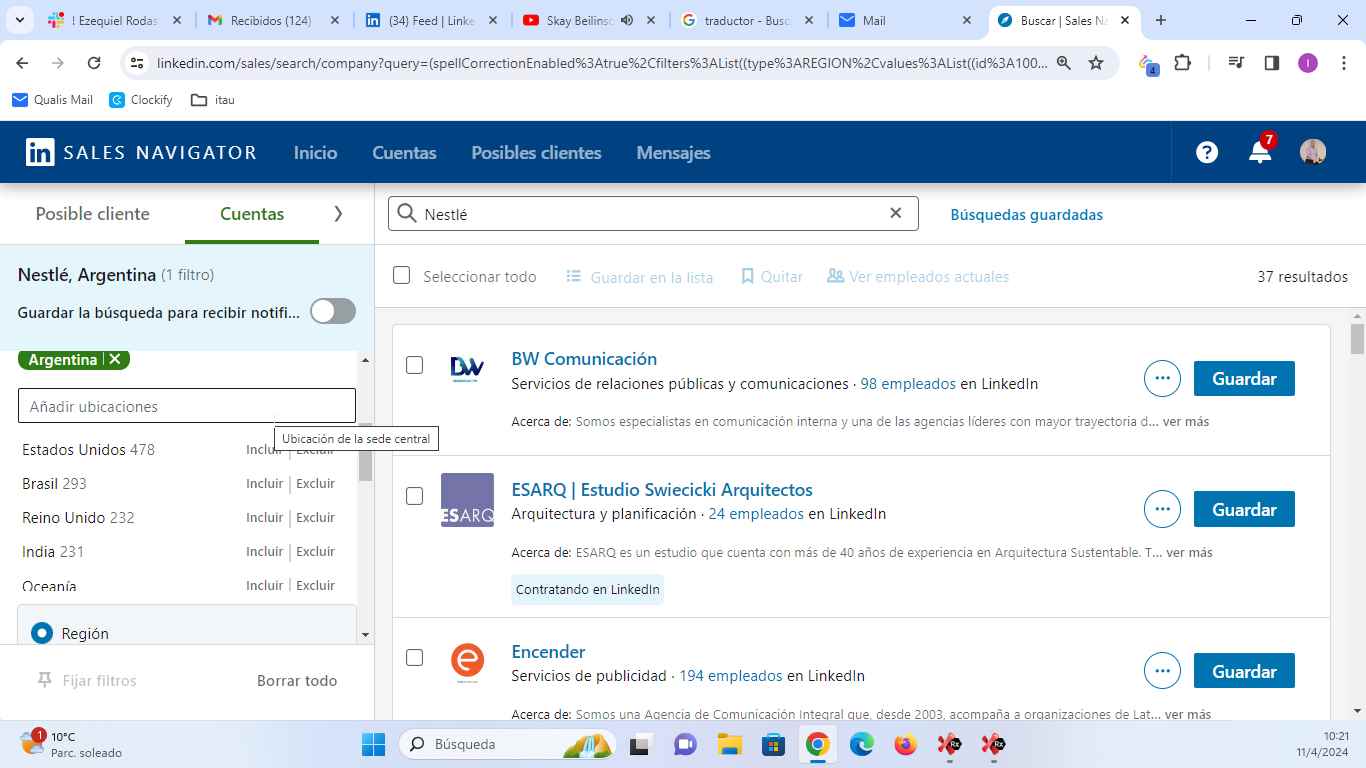 ! Ezequiel Rodas
Recibidos (124)
(34) Feed | Linke
Skay Beilinso
traductor - Busc
Mail
Buscar | Sales Na
linkedin.com/sales/search/company?query=(spellCorrectionEnabled%3Atrue%2Cfilters%3AList((type%3AREGION%2Cvalues%3AList((id%3A100...
4
I
Qualis Mail
Clockify
itau
in SALES NAVIGATOR
Inicio
Cuentas
Posibles clientes
Mensajes
?
7
Posible cliente
Cuentas
Nestlé
Búsquedas guardadas
Nestlé, Argentina (1 filtro)
Guardar la búsqueda para recibir notifi...
Seleccionar todo
Guardar en la lista
Quitar
Ver empleados actuales
37 resultados
Argentina
Añadir ubicaciones
Ubicación de la sede central
Estados Unidos 478 Incluir Excluir
Brasil 293 Incluir Excluir
Reino Unido 232 Incluir Excluir
India 231 Incluir Excluir
Oceanía Incluir Excluir
Región
Fijar filtros
Borrar todo
BW Comunicación
Servicios de relaciones públicas y comunicaciones · 98 empleados en LinkedIn
Acerca de: Somos especialistas en comunicación interna y una de las agencias líderes con mayor trayectoria d... ver más
Guardar
ESARQ
ESARQ | Estudio Swiecicki Arquitectos
Arquitectura y planificación · 24 empleados en LinkedIn
Acerca de: ESARQ es un estudio que cuenta con más de 40 años de experiencia en Arquitectura Sustentable. T... ver más
Contratando en LinkedIn
Guardar
Encender
Servicios de publicidad · 194 empleados en LinkedIn
Acerca de: Somos una Agencia de Comunicación Integral que, desde 2003, acompaña a organizaciones de Lat... ver más
Guardar
1
10°C
Parc. soleado
Búsqueda
Rx
Rx
10:21
11/4/2024